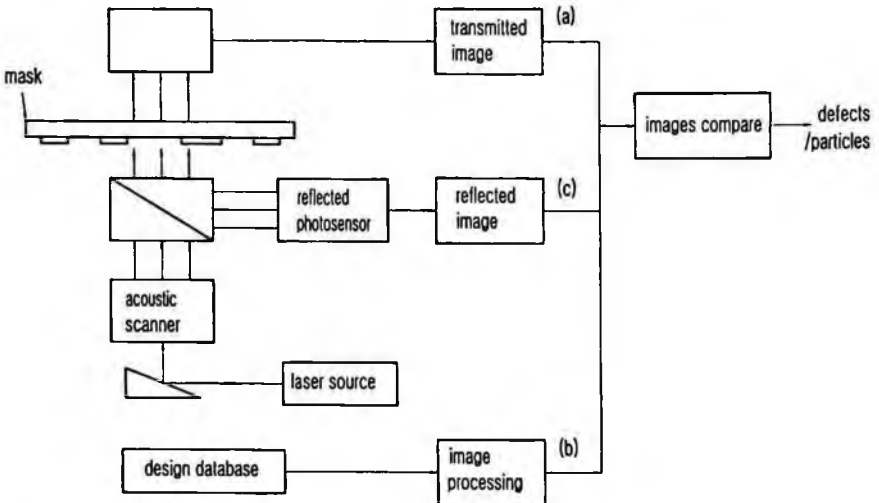 (a)
transmitted
image
mask
images compare
defects
/particles
(c)
reflected
photosensor
reflected
image
acoustic
scanner
laser source
(b)
design database
image
processing